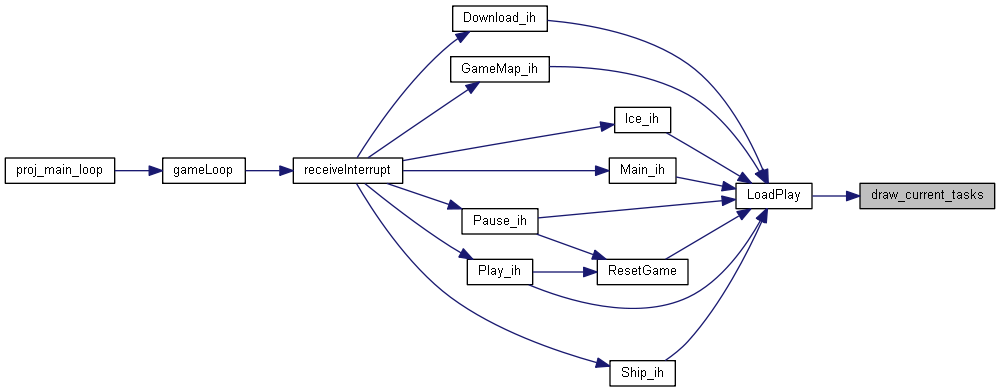 Download_ih
GameMap_ih
Ice_ih
proj_main_loop
gameLoop
receiveInterrupt
Main_ih
LoadPlay
draw_current_tasks
Pause_ih
Play_ih
ResetGame
Ship_ih